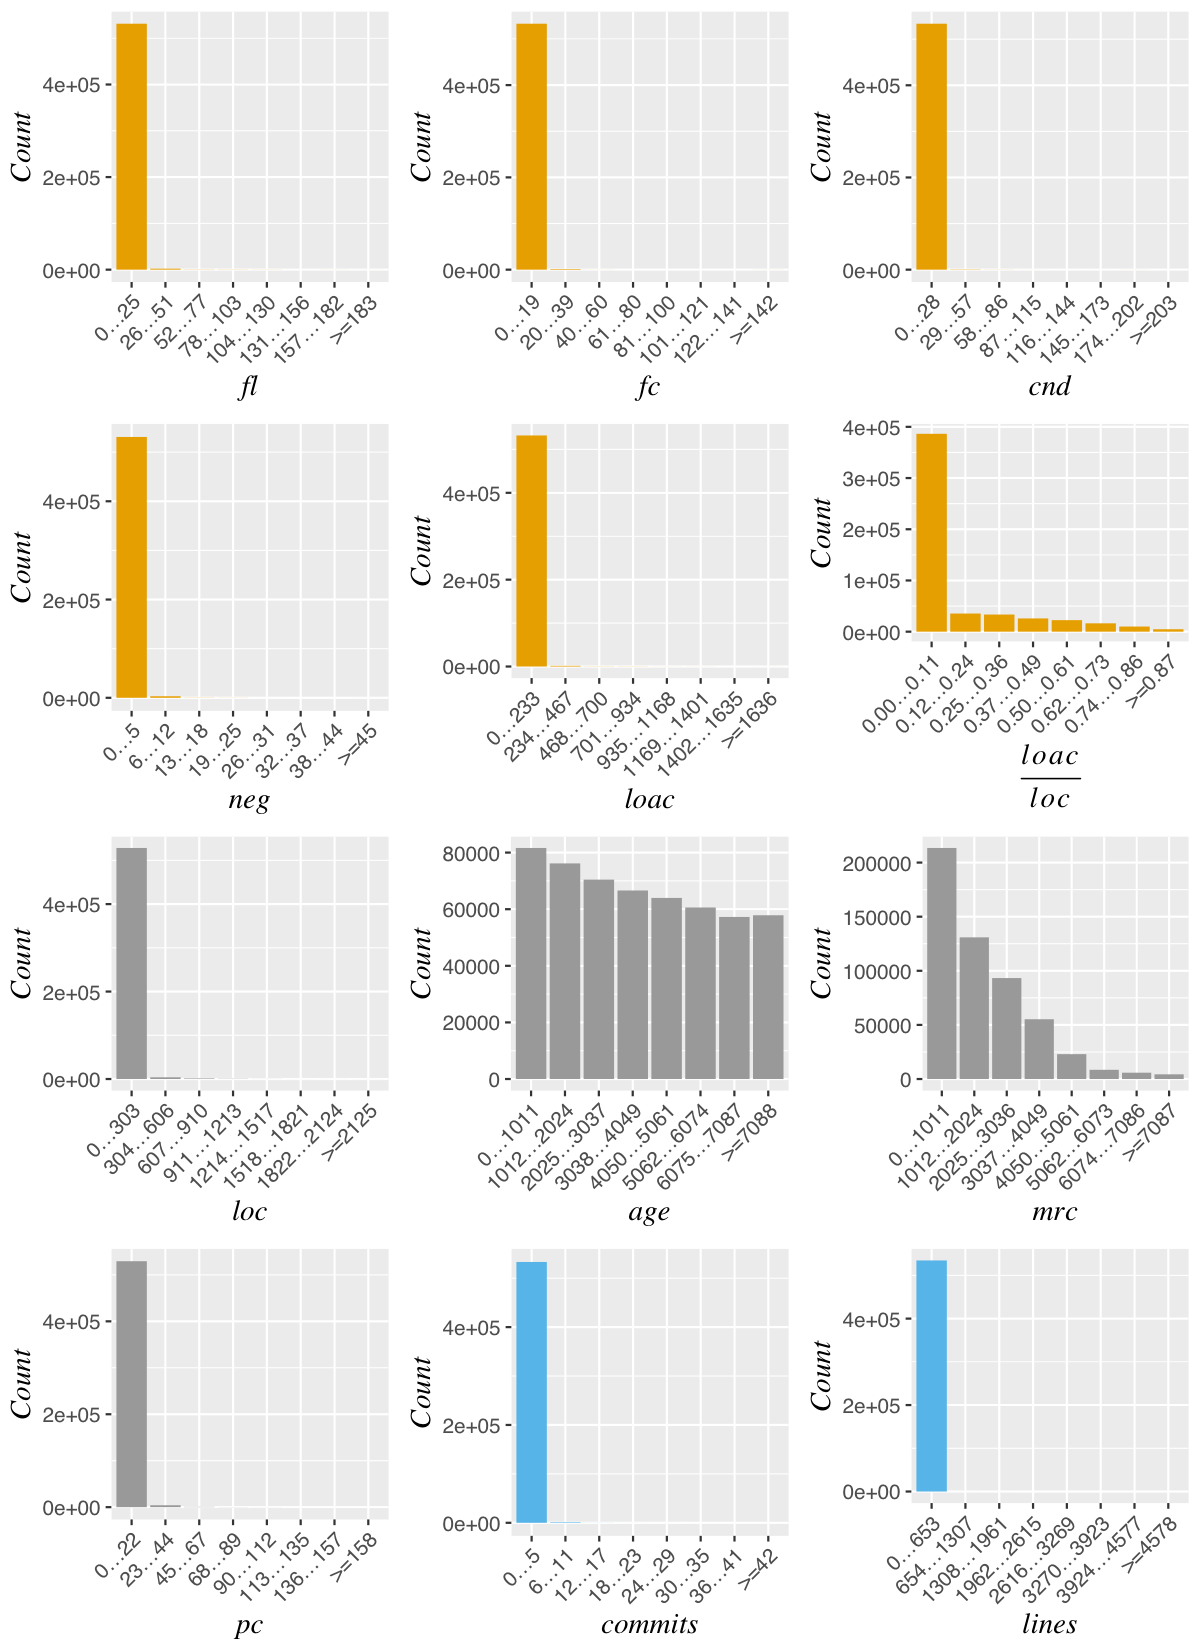 Count
4e+05
2e+05
0e+00
0...25
26...51
52...77
78...103
104...130
131...156
157...182
>=183
fl
Count
4e+05
2e+05
0e+00
0...19
20...39
40...60
61...80
81...100
101...121
122...141
>=142
fc
Count
4e+05
2e+05
0e+00
0...28
29...57
58...86
87...115
116...144
145...173
174...202
>=203
cnd
Count
4e+05
2e+05
0e+00
0...5
6...12
13...18
19...25
26...31
32...37
38...44
>=45
neg
Count
4e+05
2e+05
0e+00
0...233
234...467
468...700
701...934
935...1168
1169...1401
1402...1635
>=1636
loac
Count
4e+05
3e+05
2e+05
1e+05
0e+00
0.00...0.11
0.12...0.24
0.25...0.36
0.37...0.49
0.50...0.61
0.62...0.73
0.74...0.86
>=0.87
loac
loc
Count
4e+05
2e+05
0e+00
0...303
304...606
607...910
911...1213
1214...1517
1518...1821
1822...2124
>=2125
loc
Count
80000
60000
40000
20000
0
0...1011
1012...2024
2025...3037
3038...4049
4050...5061
5062...6074
6075...7087
>=7088
age
Count
200000
150000
100000
50000
0
0...1011
1012...2024
2025...3036
3037...4049
4050...5061
5062...6073
6074...7086
>=7087
mrc
Count
4e+05
2e+05
0e+00
0...22
23...44
45...67
68...89
90...112
113...135
136...157
>=158
pc
Count
4e+05
2e+05
0e+00
0...5
6...11
12...17
18...23
24...29
30...35
36...41
>=42
commits
Count
4e+05
2e+05
0e+00
0...653
654...1307
1308...1961
1962...2615
2616...3269
3270...3923
3924...4577
>=4578
lines